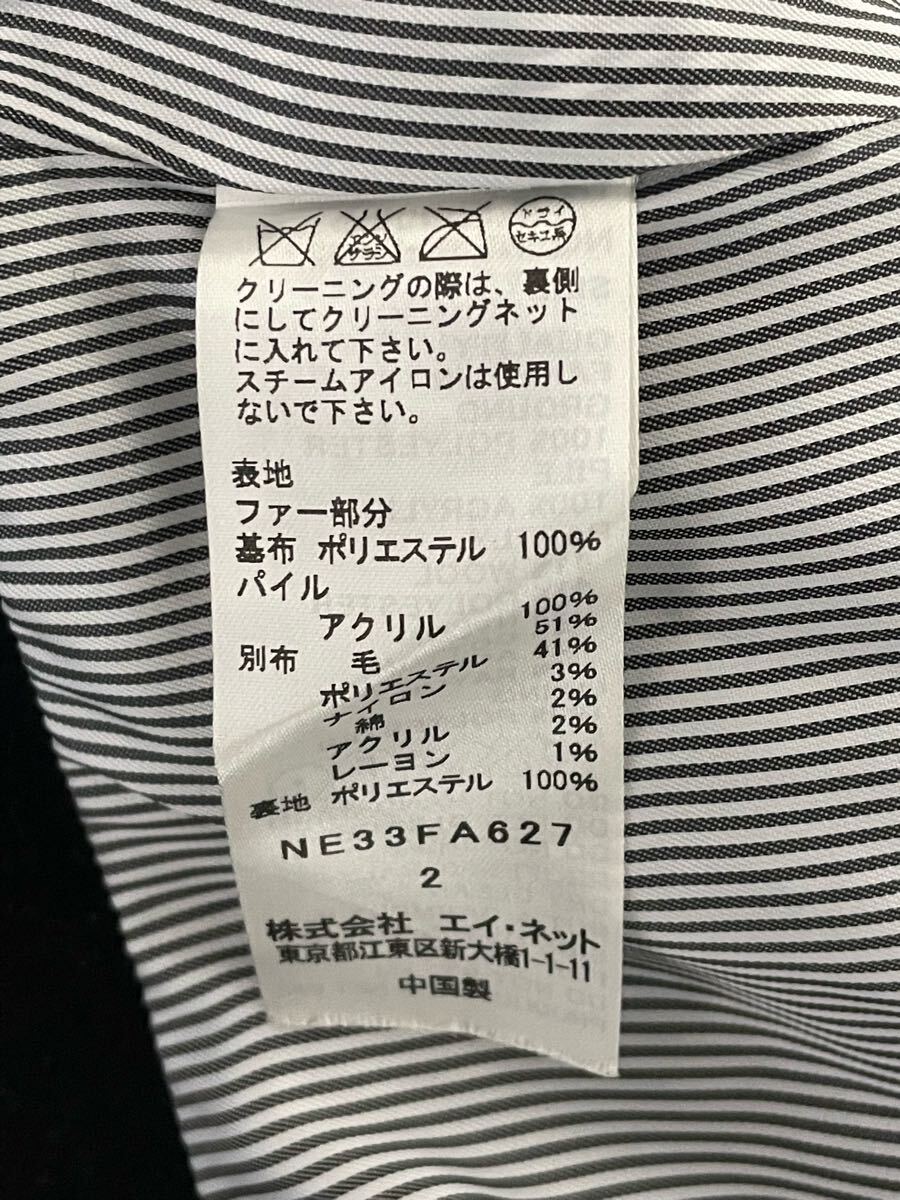 エンソ
サラシ
ドライ
セキユ系
クリーニングの際は、裏側
にしてクリーニングネット
に入れて下さい。
スチームアイロンは使用し
ないで下さい。
表地
ファー部分
基布 ポリエステル 100%
パイル
アクリル 100%
別布 毛 51%
ポリエステル 41%
ナイロン 3%
綿 2%
アクリル 2%
レーヨン 1%
裏地 ポリエステル 100%
NE33FA627
2
株式会社 エイ・ネット
東京都江東区新大橋1-1-11
中国製